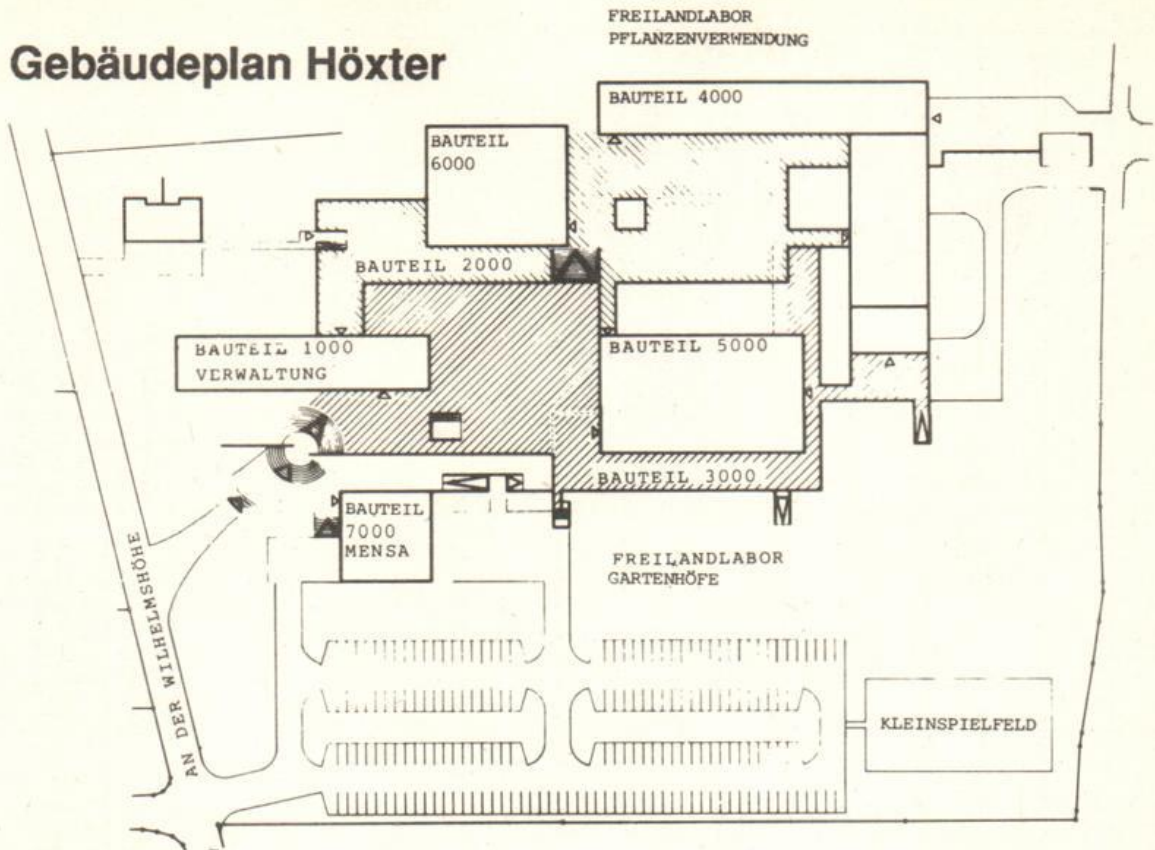 FREILANDLABOR
PFLANZENVERWENDUNG
Gebäudeplan Höxter
BAUTEIL 4000
BAUTEIL
6000
BAUTEIL 2000
BAUTEIL 1000
VERWALTUNG
BAUTEIL 5000
BAUTEIL 3000
BAUTEIL
7000
MENSA
FREILANDLABOR
GARTENHÖFE
AN DER WILHELMSHÖHE
KLEINSPIELFELD